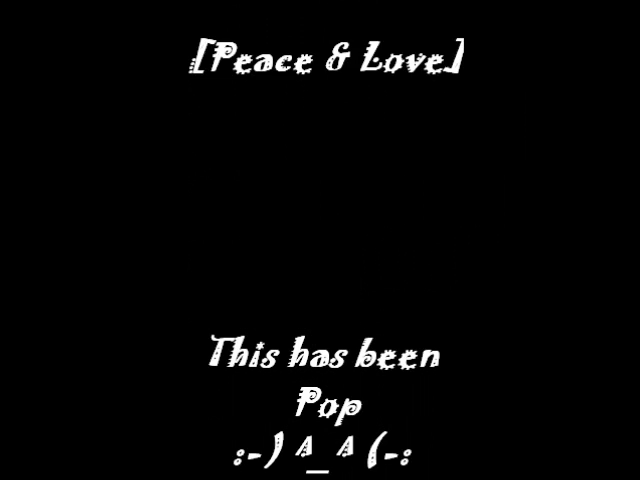 [Peace & Love]
This has been
Pop
:-) ^_^ (-: